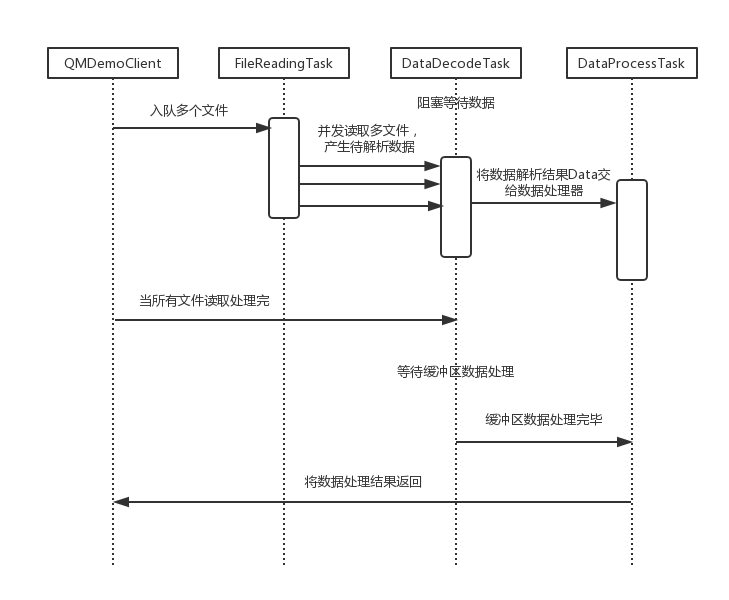 QMDemoClient
FileReadingTask
DataDecodeTask
DataProcessTask
阻塞等待数据
入队多个文件
并发读取多文件，
产生待解析数据
将数据解析结果Data交
给数据处理器
当所有文件读取处理完
等待缓冲区数据处理
缓冲区数据处理完毕
将数据处理结果返回